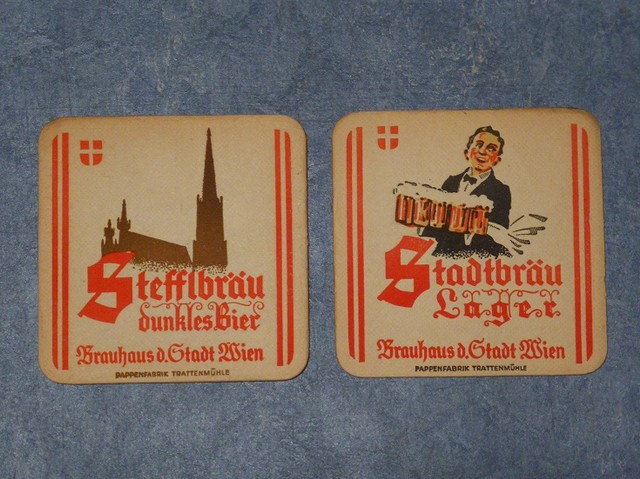 Stefflbräu
dunkles Bier
Brauhaus d. Stadt Wien
PAPPENFABRIK TRATTENMÜHLE
Stadtbräu
Lager
Brauhaus d. Stadt Wien
PAPPENFABRIK TRATTENMÜHLE